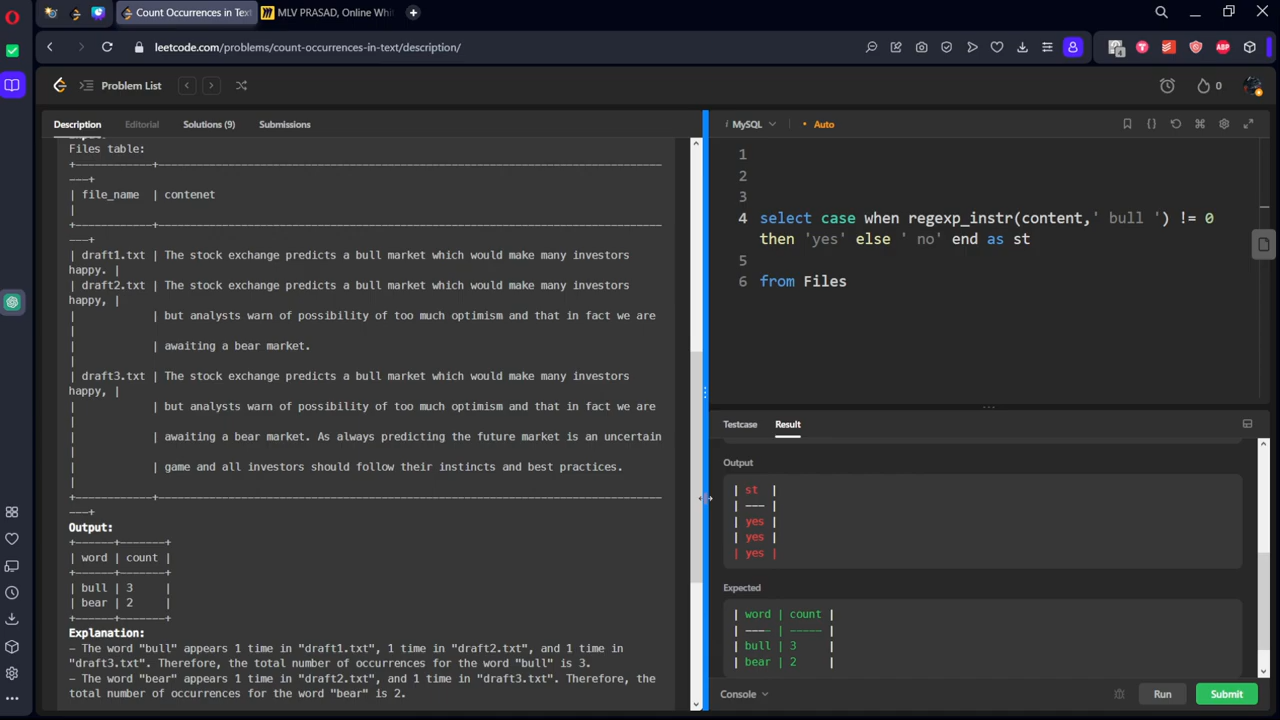 Count Occurrences in Text
MLV PRASAD, Online Whit
leetcode.com/problems/count-occurrences-in-text/description/
4
ABP
Problem List
0
Description
Editorial
Solutions (9)
Submissions
Files table:
+------------+--------------------------------------------------------------------
---+
| file_name | contenet
|
+------------+--------------------------------------------------------------------
---+
| draft1.txt | The stock exchange predicts a bull market which would make many investors
happy. |
| draft2.txt | The stock exchange predicts a bull market which would make many investors
happy, |
| | but analysts warn of possibility of too much optimism and that in fact we are
|
| | awaiting a bear market.
|
| draft3.txt | The stock exchange predicts a bull market which would make many investors
happy, |
| | but analysts warn of possibility of too much optimism and that in fact we are
|
| | awaiting a bear market. As always predicting the future market is an uncertain
|
| | game and all investors should follow their instincts and best practices.
|
+------------+--------------------------------------------------------------------
---+
Output:
+------+-------+
| word | count |
+------+-------+
| bull | 3 |
| bear | 2 |
+------+-------+
Explanation:
- The word "bull" appears 1 time in "draft1.txt", 1 time in "draft2.txt", and 1 time in
"draft3.txt". Therefore, the total number of occurrences for the word "bull" is 3.
- The word "bear" appears 1 time in "draft2.txt", and 1 time in "draft3.txt". Therefore, the
total number of occurrences for the word "bear" is 2.
MySQL
• Auto
1
2
3
4 select case when regexp_instr(content,' bull ') != 0
then 'yes' else ' no' end as st
5
6 from Files
Testcase
Result
Output
| st |
| --- |
| yes |
| yes |
| yes |
Expected
| word | count |
| ---- | ----- |
| bull | 3 |
| bear | 2 |
Console
Run
Submit